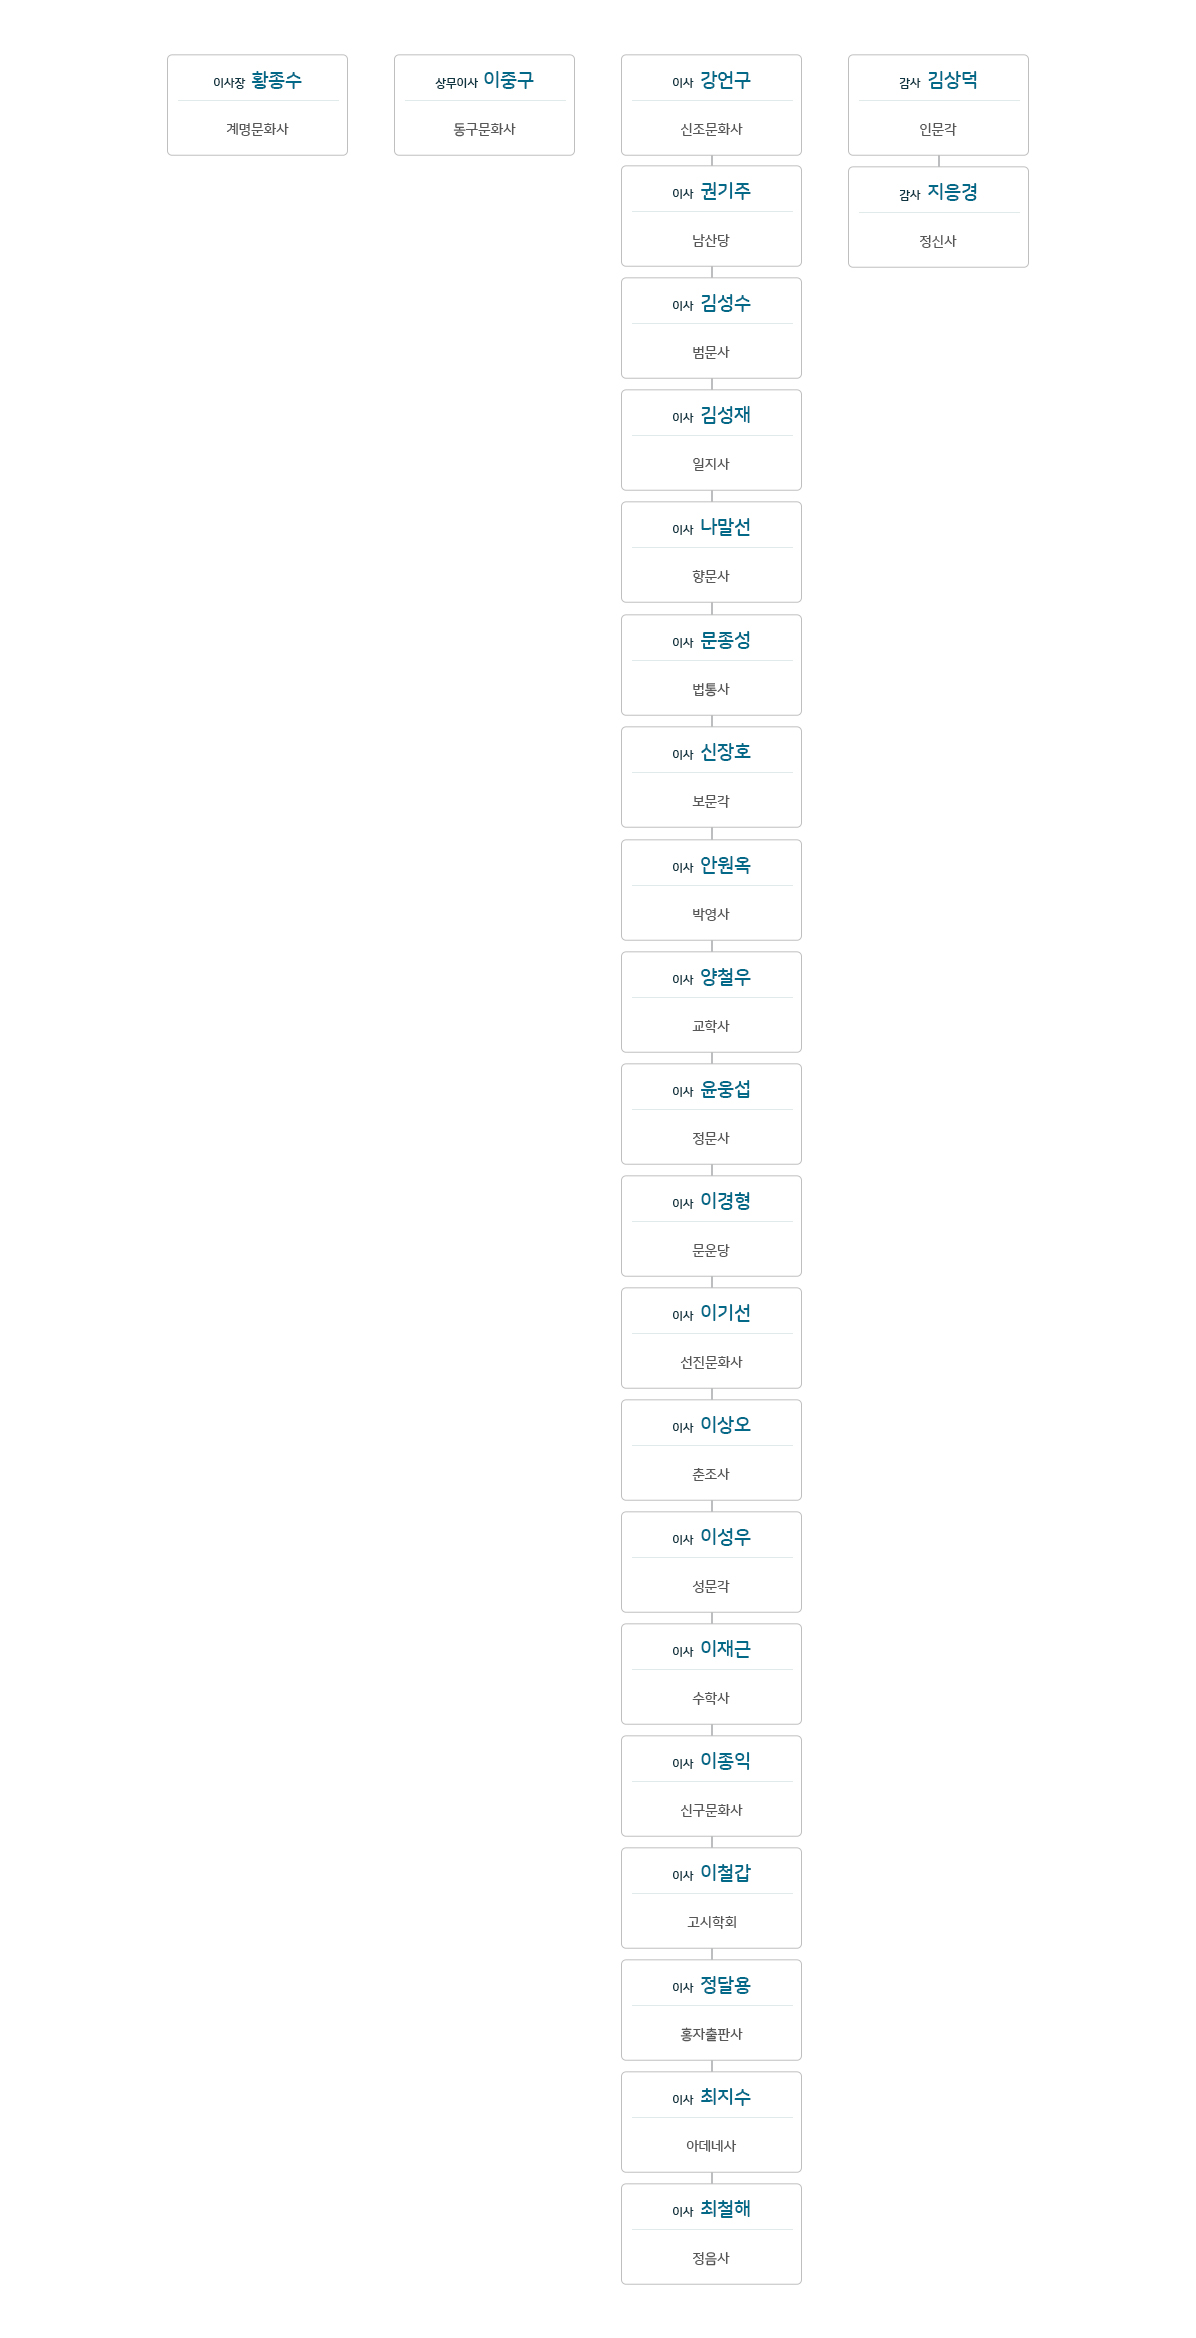 이사장 황종수
계명문화사
상무이사 이중구
동구문화사
이사 강언구
신조문화사
이사 권기주
남산당
이사 김성수
범문사
이사 김성재
일지사
이사 나말선
향문사
이사 문종성
법통사
이사 신장호
보문각
이사 안원옥
박영사
이사 양철우
교학사
이사 윤웅섭
정문사
이사 이경형
문운당
이사 이기선
선진문화사
이사 이상오
춘조사
이사 이성우
성문각
이사 이재근
수학사
이사 이종익
신구문화사
이사 이철갑
고시학회
이사 정달용
홍자출판사
이사 최지수
아데네사
이사 최철해
정음사
감사 김상덕
인문각
감사 지응경
정신사